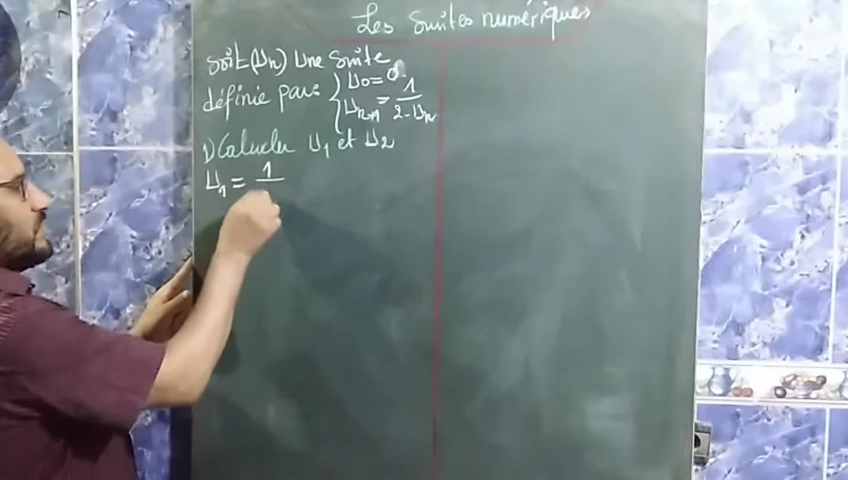 Les Suites numériques
soit (Un) Une suite
définie par: { U0 = 0.
Un+1 = 1/(2-Un)
1) Calculer U1 et U2
U1 = 1